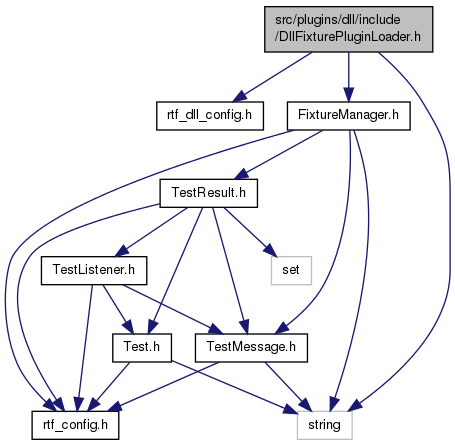 src/plugins/dll/include
/DllFixturePluginLoader.h
rtf_dll_config.h
FixtureManager.h
TestResult.h
TestListener.h
set
Test.h
TestMessage.h
rtf_config.h
string